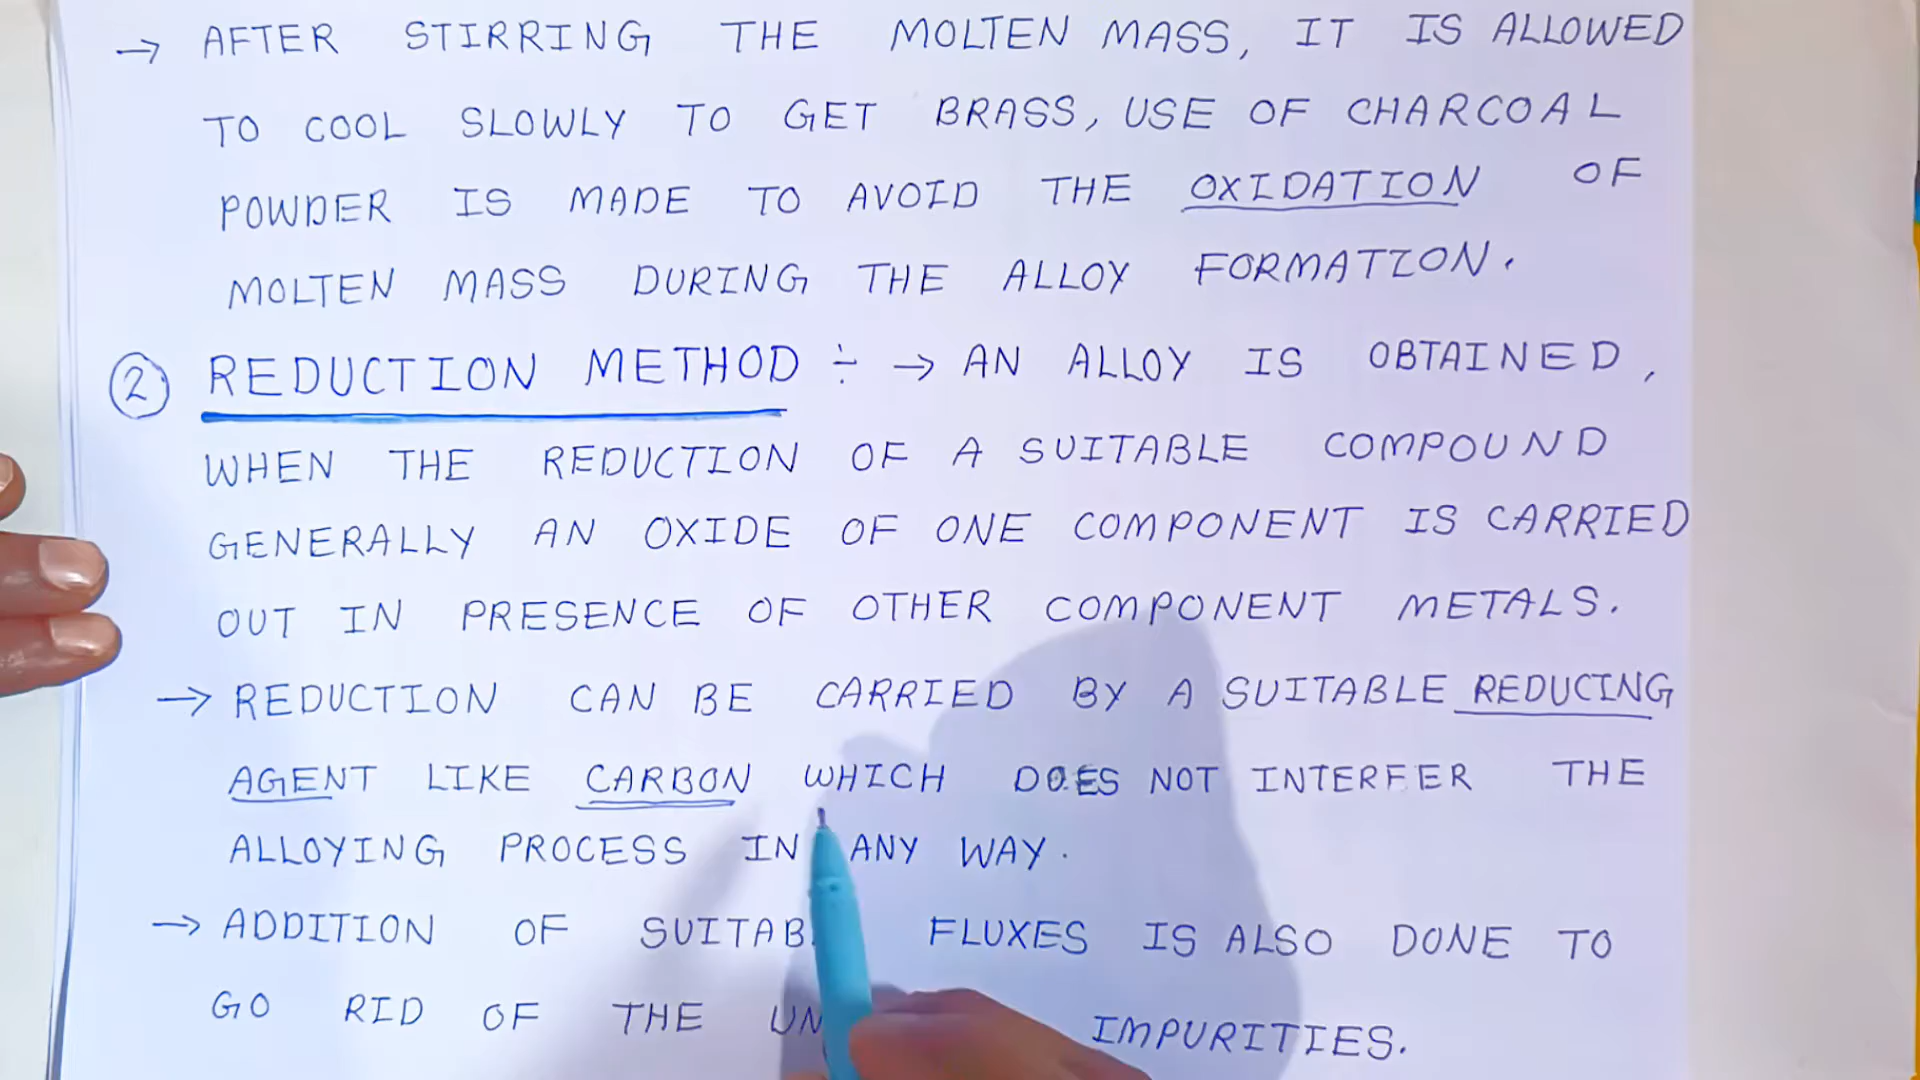 → AFTER STIRRING THE MOLTEN MASS, IT IS ALLOWED
TO COOL SLOWLY TO GET BRASS, USE OF CHARCOAL
POWDER IS MADE TO AVOID THE OXIDATION OF
MOLTEN MASS DURING THE ALLOY FORMATION.
② REDUCTION METHOD ÷ → AN ALLOY IS OBTAINED,
WHEN THE REDUCTION OF A SUITABLE COMPOUND
GENERALLY AN OXIDE OF ONE COMPONENT IS CARRIED
OUT IN PRESENCE OF OTHER COMPONENT METALS.
→ REDUCTION CAN BE CARRIED BY A SUITABLE REDUCING
AGENT LIKE CARBON WHICH DOES NOT INTERFER THE
ALLOYING PROCESS IN ANY WAY.
→ ADDITION OF FLUXES IS ALSO DONE TO
GO RID OF THE IMPURITIES.